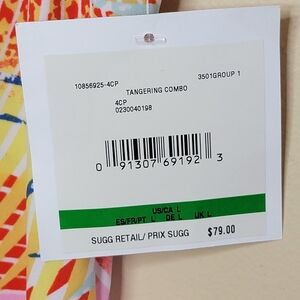 10856925-4CP 3501GROUP 1
TANGERING COMBO
4CP
0230040198
0 91307 69192 3
US/CA L
ES/FR/PT L DE L UK L
SUGG RETAIL/ PRIX SUGG $79.00